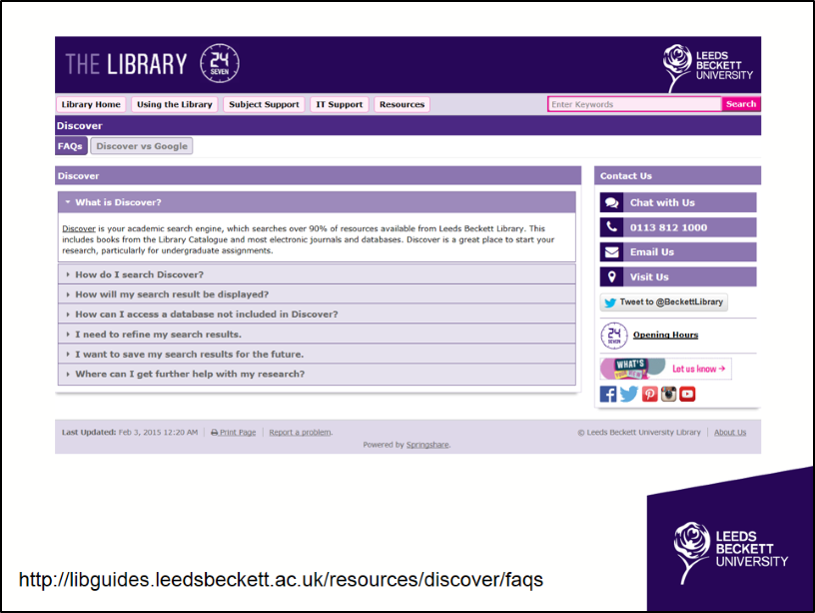 THE LIBRARY 24 SEVEN
LEEDS
BECKETT
UNIVERSITY
Library Home Using the Library Subject Support IT Support Resources Enter Keywords Search
Discover
FAQs Discover vs Google
Discover
What is Discover?
Discover is your academic search engine, which searches over 90% of resources available from Leeds Beckett Library. This
includes books from the Library Catalogue and most electronic journals and databases. Discover is a great place to start your
research, particularly for undergraduate assignments.
How do I search Discover?
How will my search result be displayed?
How can I access a database not included in Discover?
I need to refine my search results.
I want to save my search results for the future.
Where can I get further help with my research?
Contact Us
Chat with Us
0113 812 1000
Email Us
Visit Us
Tweet to @BeckettLibrary
24 Opening Hours
WHAT'S
Let us know →
Last Updated: Feb 3, 2015 12:20 AM | Print Page | Report a problem.
© Leeds Beckett University Library | About Us
Powered by Springshare.
LEEDS
BECKETT
UNIVERSITY
http://libguides.leedsbeckett.ac.uk/resources/discover/faqs